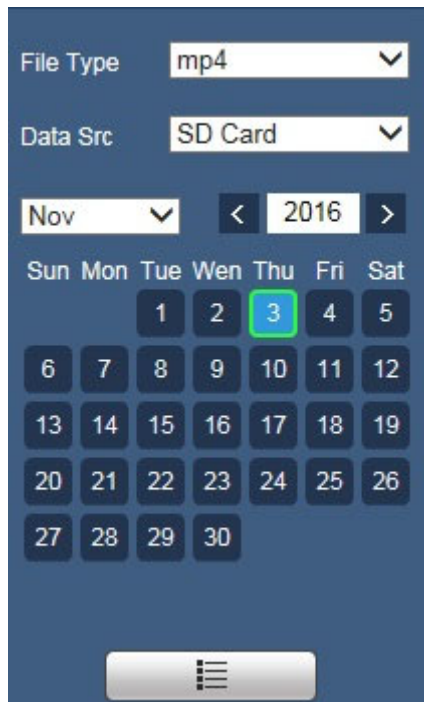 File Type mp4
Data Src SD Card
Nov < 2016 >
Sun Mon Tue Wen Thu Fri Sat
1 2 3 4 5
6 7 8 9 10 11 12
13 14 15 16 17 18 19
20 21 22 23 24 25 26
27 28 29 30